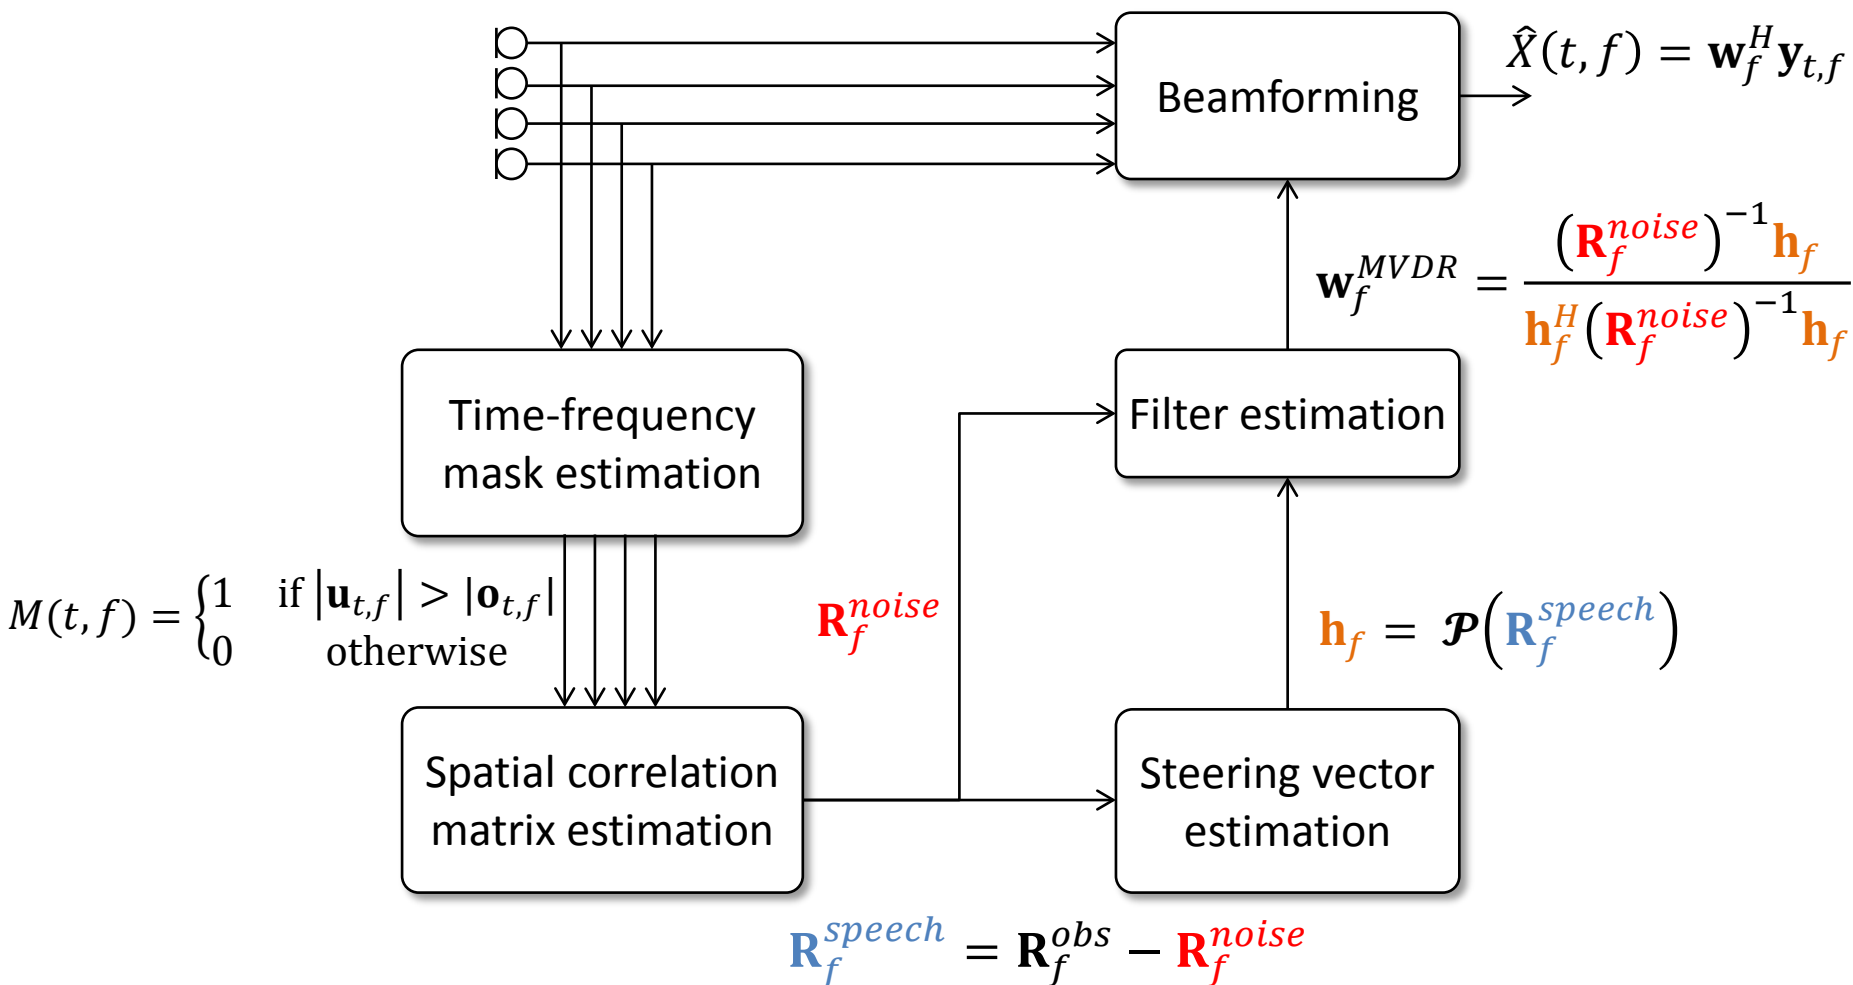 Beamforming
X̂(t, f) = w_f^H y_{t,f}
w_f^{MVDR} = \frac{(R_f^{noise})^{-1} h_f}{h_f^H (R_f^{noise})^{-1} h_f}
Time-frequency
mask estimation
Filter estimation
M(t, f) = {1 if |u_{t,f}| > |o_{t,f}|
0 otherwise
R_f^{noise}
h_f = 𝓟(R_f^{speech})
Spatial correlation
matrix estimation
Steering vector
estimation
R_f^{speech} = R_f^{obs} − R_f^{noise}